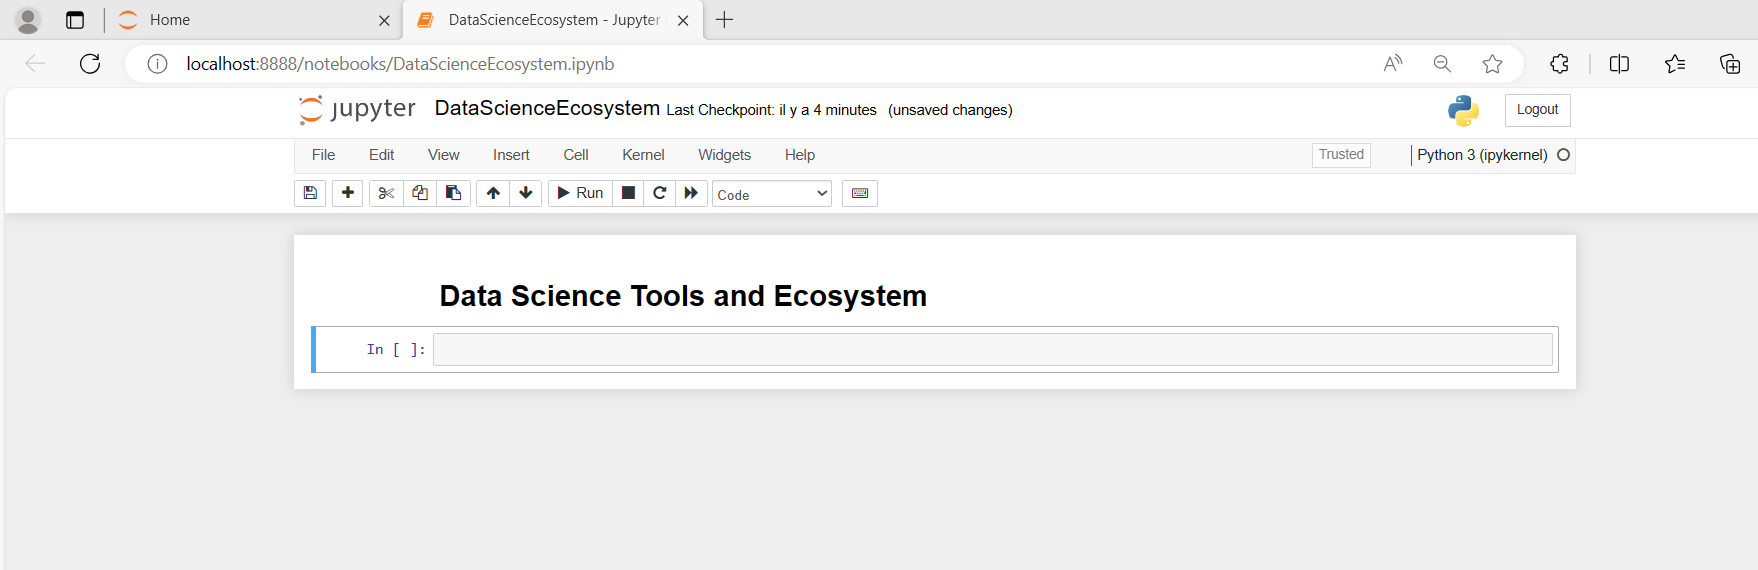 Home
DataScienceEcosystem - Jupyter
localhost:8888/notebooks/DataScienceEcosystem.ipynb
jupyter DataScienceEcosystem Last Checkpoint: il y a 4 minutes (unsaved changes) Logout
File Edit View Insert Cell Kernel Widgets Help Trusted Python 3 (ipykernel)
Run Code
Data Science Tools and Ecosystem
In [ ]: